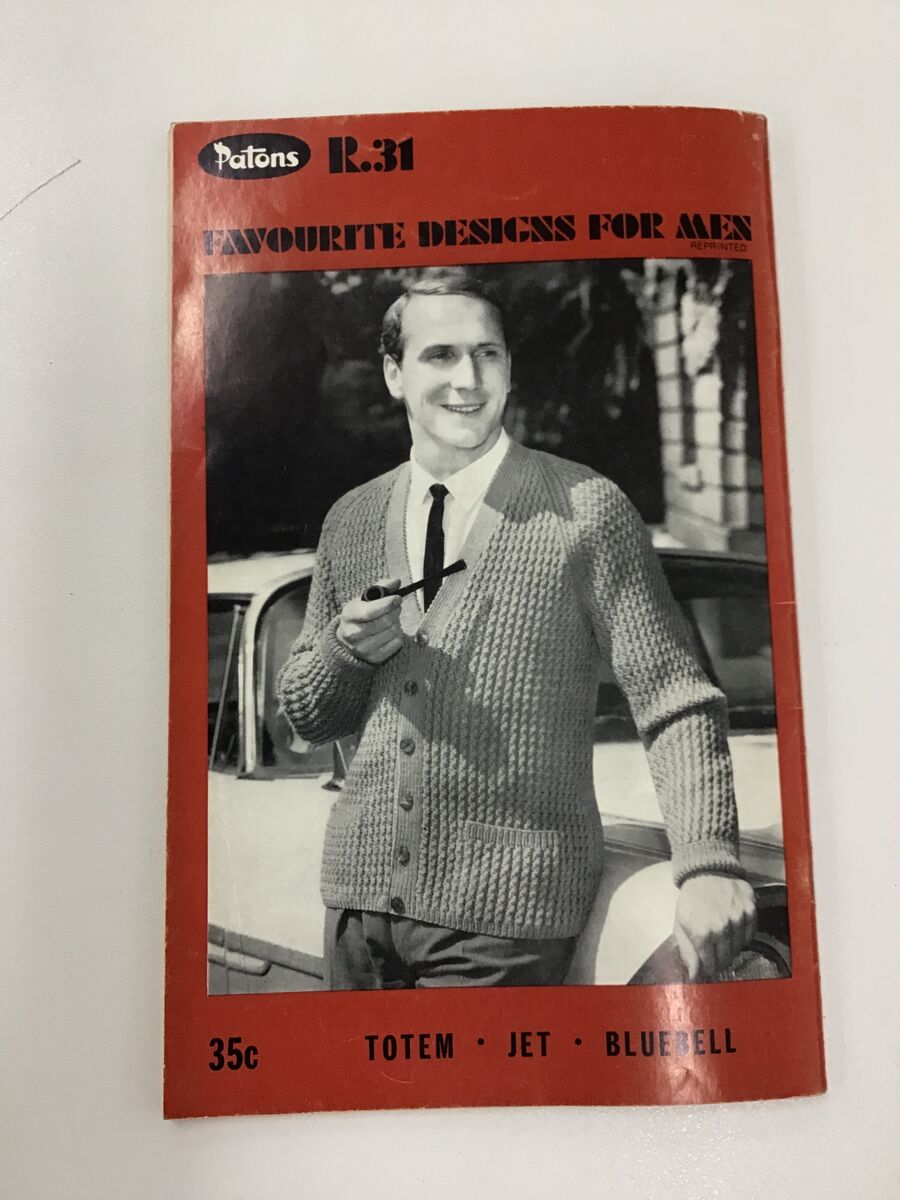 Patons R.31
FAVOURITE DESIGNS FOR MEN
REPRINTED
35c TOTEM · JET · BLUEBELL